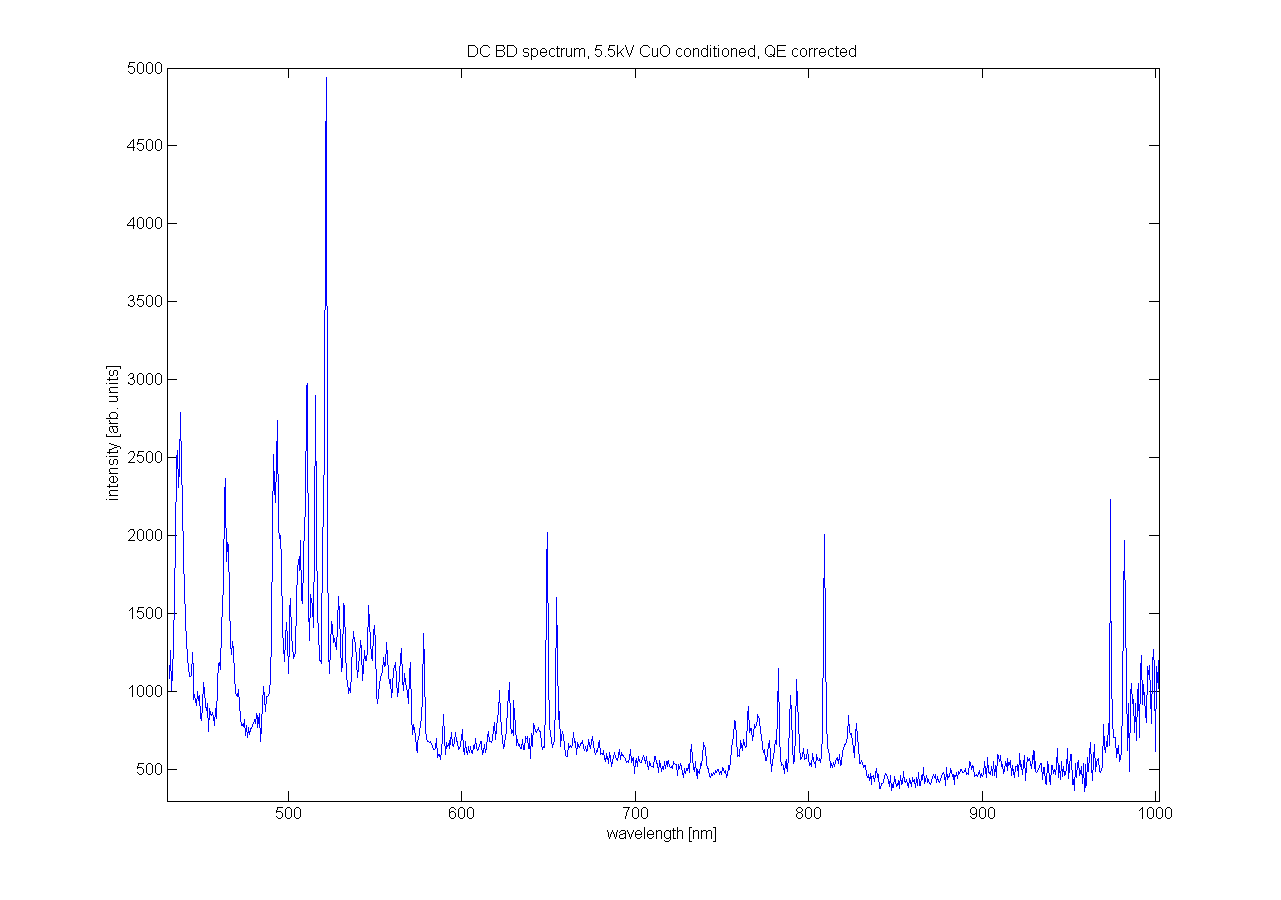 DC BD spectrum, 5.5kV CuO conditioned, QE corrected
5000
4500
4000
3500
3000
2500
2000
1500
1000
500
intensity [arb. units]
500 600 700 800 900 1000
wavelength [nm]